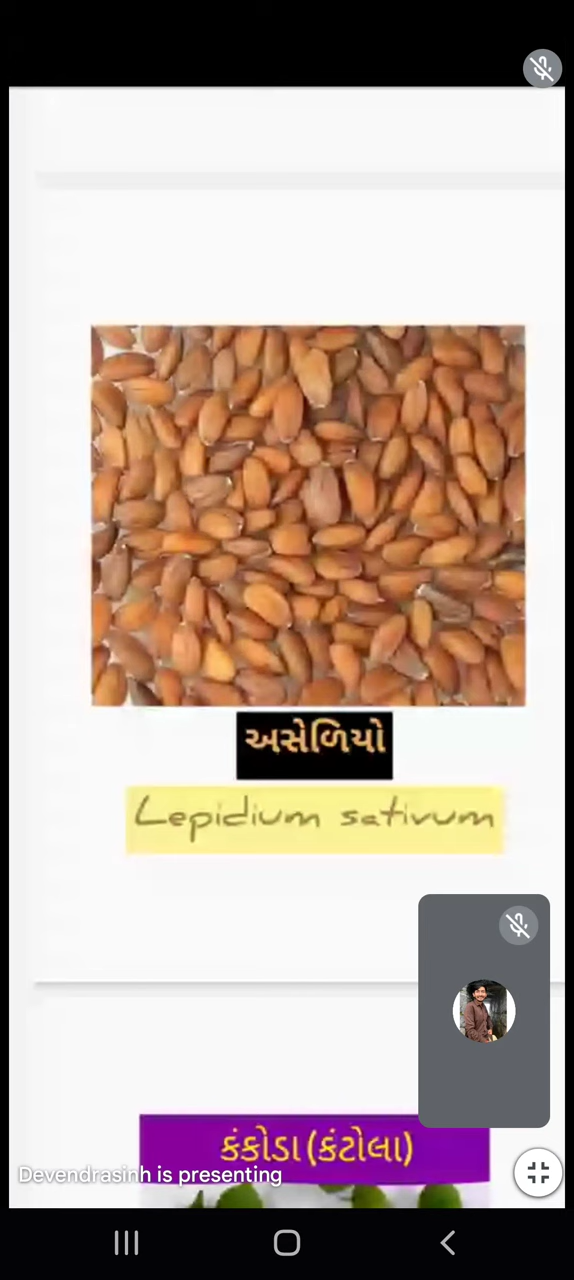 અસેળિયો
Lepidium sativum
કંકોડા (કંટોલા)
Devendrasinh is presenting